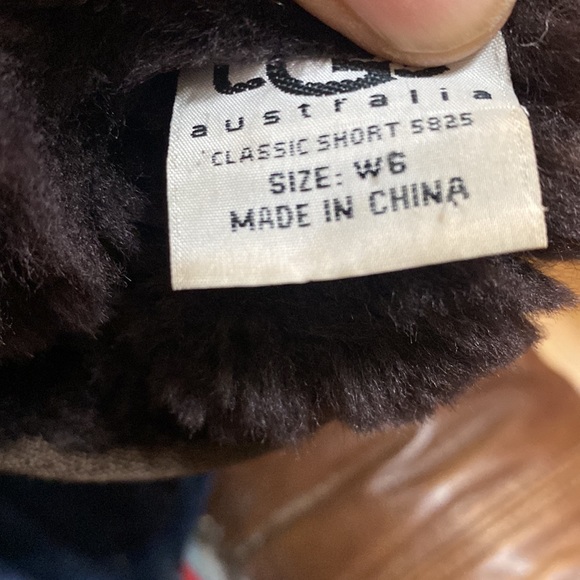 australia
CLASSIC SHORT 5825
SIZE: W6
MADE IN CHINA